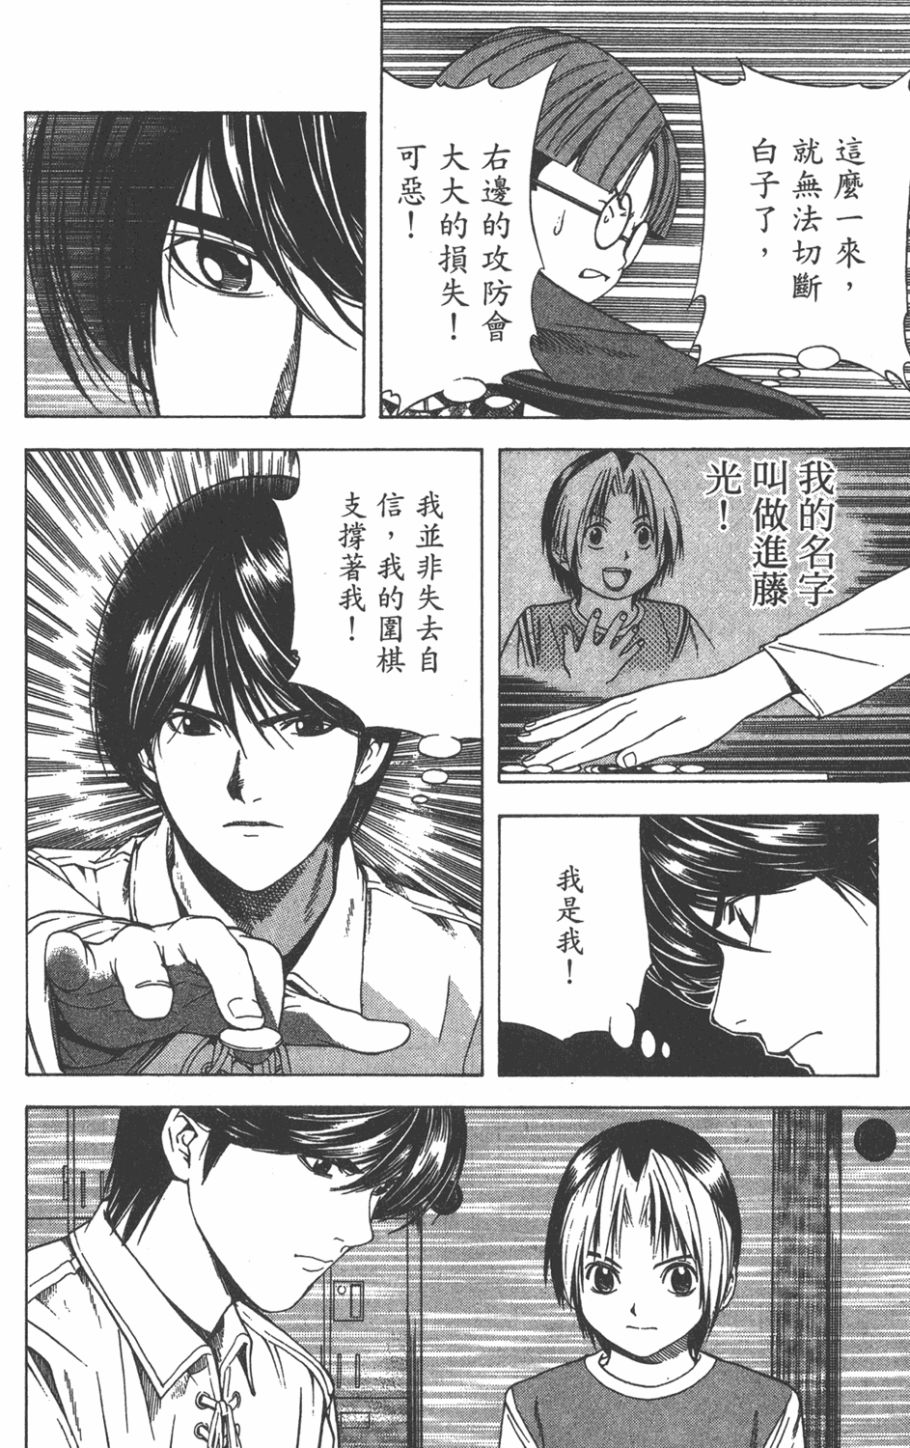 這麼一來，
就無法切斷
白子了，
右邊的攻防會
大大的損失！
可惡！
我的名字
叫做進藤
光！
我並非失去自
信，我的圍棋
支撐著我！
我是我！